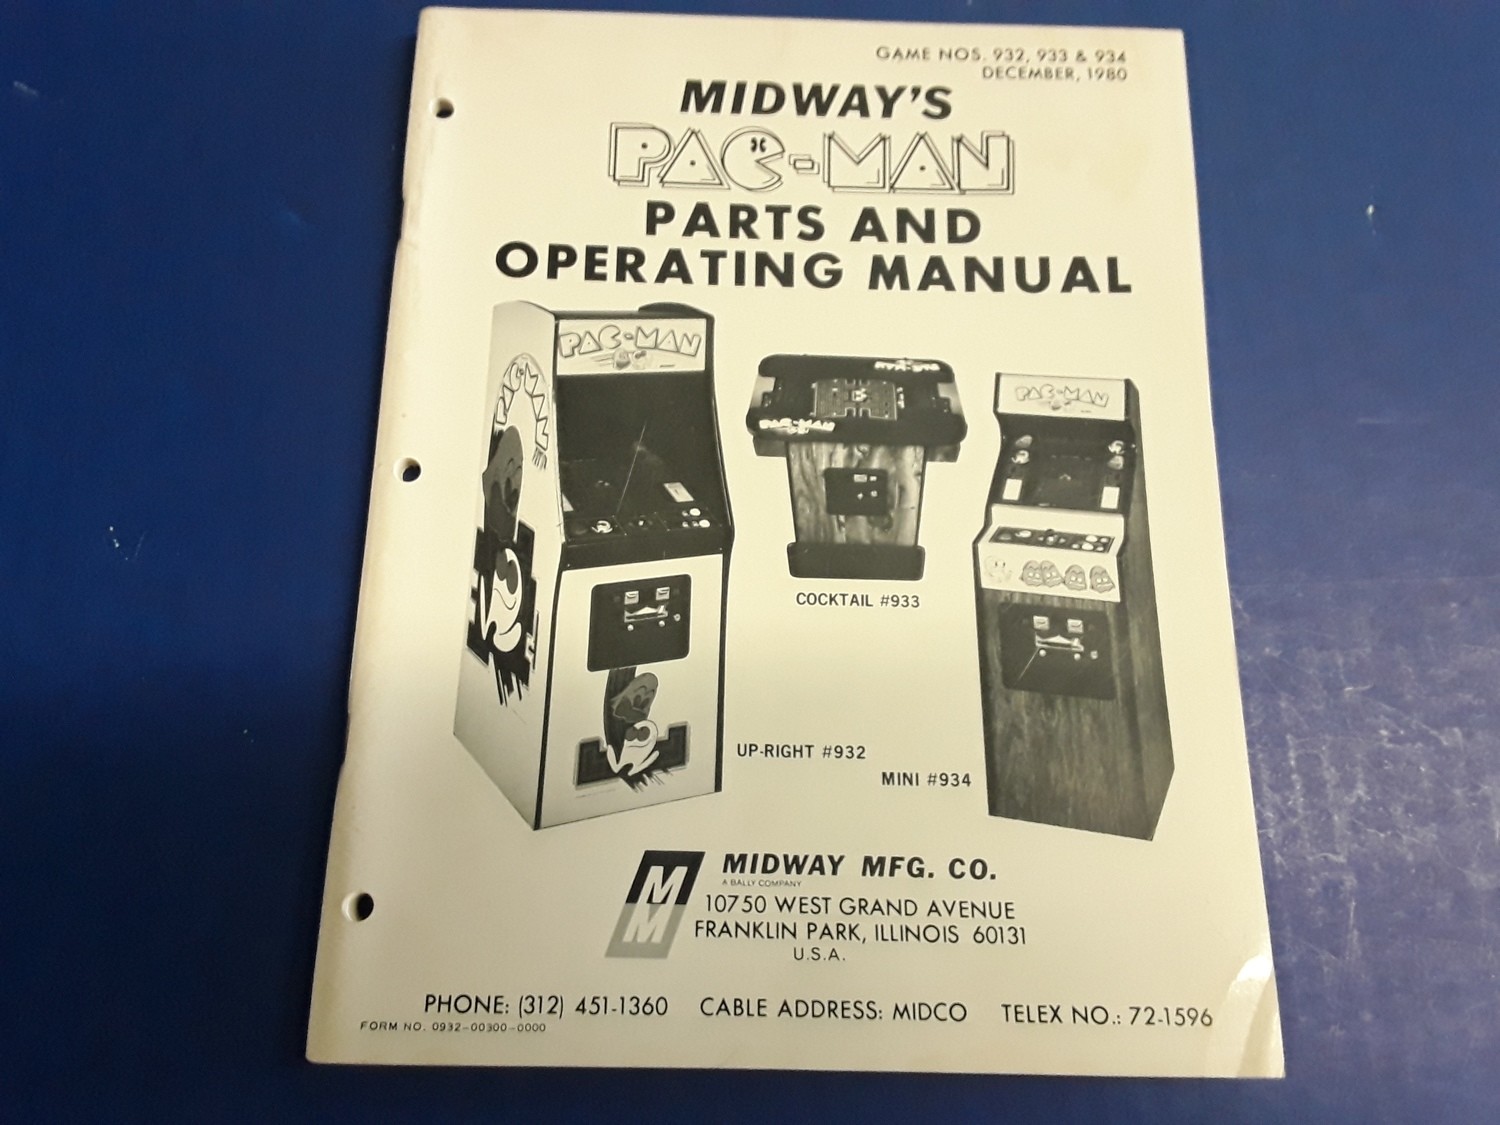 GAME NOS. 932, 933 & 934
DECEMBER, 1980
MIDWAY'S
PAC-MAN
PARTS AND
OPERATING MANUAL
PAC-MAN
PAC-MAN
PAC-MAN
PAC-MAN
PAC-MAN
COCKTAIL #933
UP-RIGHT #932
MINI #934
MM
MIDWAY MFG. CO.
A BALLY COMPANY
10750 WEST GRAND AVENUE
FRANKLIN PARK, ILLINOIS 60131
U.S.A.
PHONE: (312) 451-1360 CABLE ADDRESS: MIDCO TELEX NO.: 72-1596
FORM NO. 0932-00300-0000